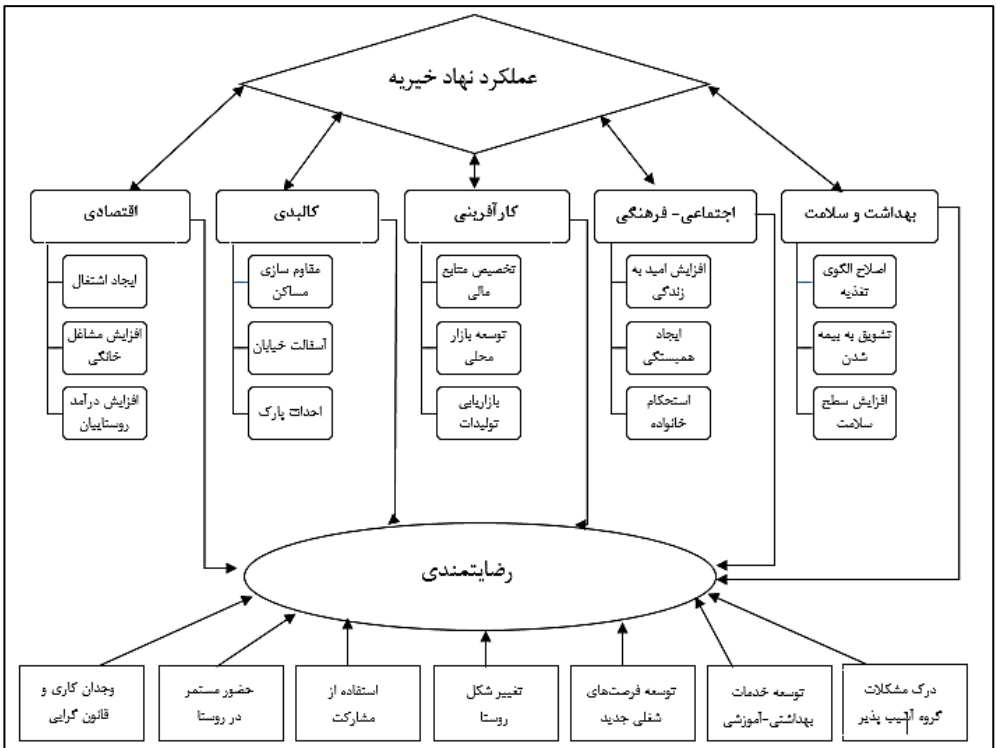 عملکرد نهاد خیریه
بهداشت و سلامت
اجتماعی- فرهنگی
کارآفرینی
کالبدی
اقتصادی
اصلاح الگوی
تغذیه
تشویق به بیمه
شدن
افزایش سطح
سلامت
افزایش امید به
زندگی
ایجاد
همبستگی
استحکام
خانواده
تخصیص منابع
مالی
توسعه بازار
محلی
بازاریابی
تولیدات
مقاوم سازی
مساکن
آسفالت خیابان
احداث پارک
ایجاد اشتغال
افزایش مشاغل
خانگی
افزایش درآمد
روستاییان
رضایتمندی
درک مشکلات
گروه آسیب پذیر
توسعه خدمات
بهداشتی-آموزشی
توسعه فرصت‌های
شغلی جدید
تغییر شکل
روستا
استفاده از
مشارکت
حضور مستمر
در روستا
وجدان کاری و
قانون گرایی